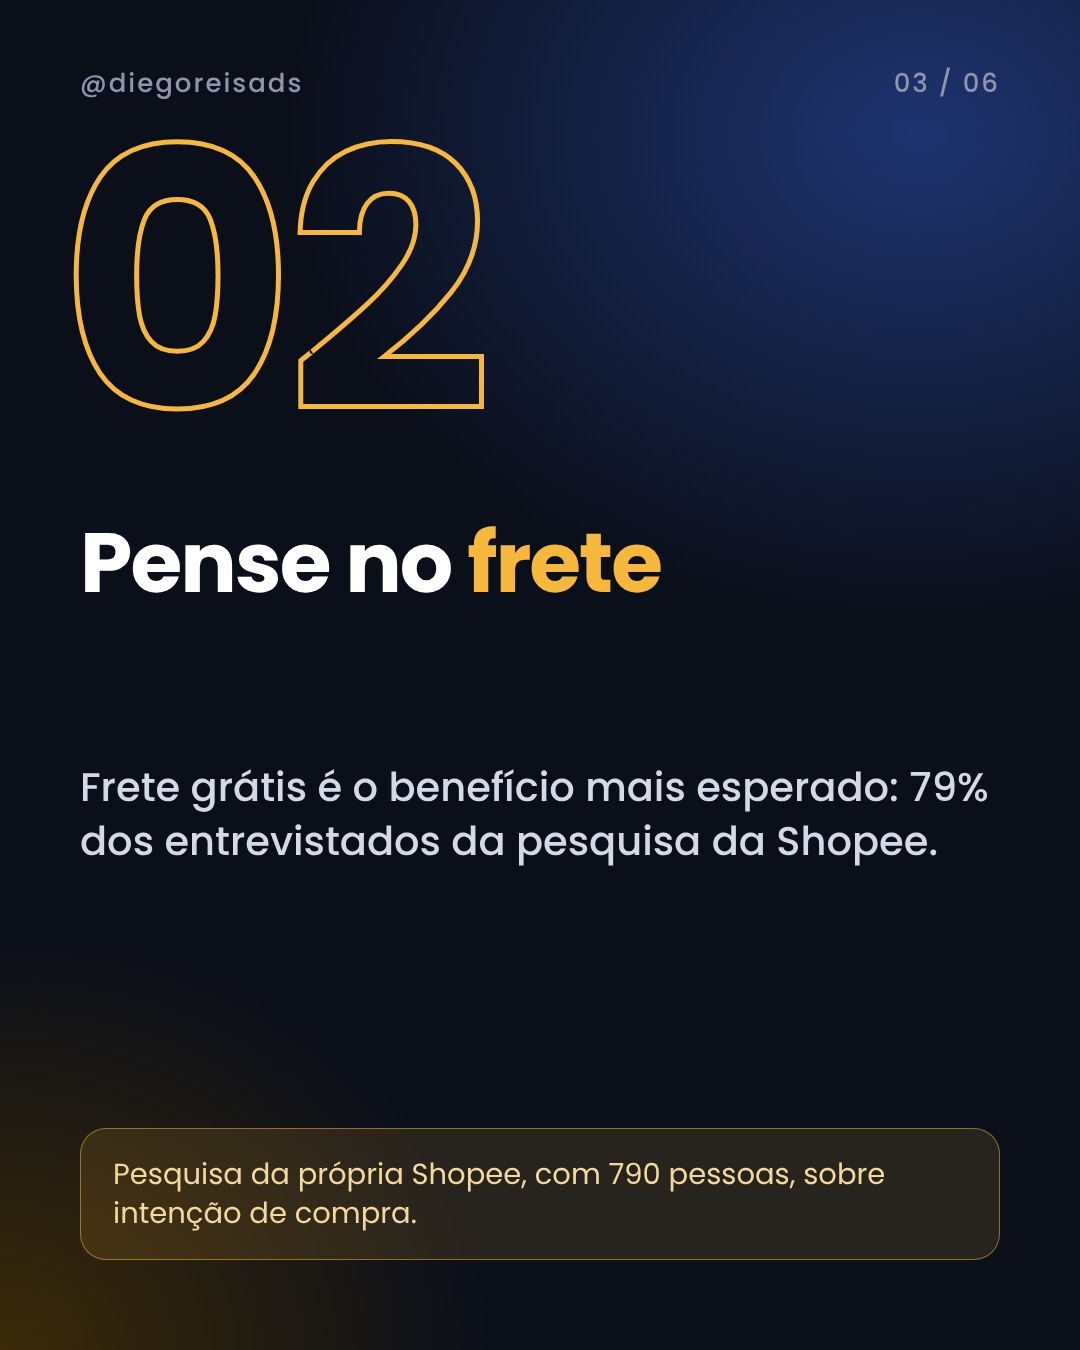 @diegoreisads
03 / 06
02
Pense no frete
Frete grátis é o benefício mais esperado: 79%
dos entrevistados da pesquisa da Shopee.
Pesquisa da própria Shopee, com 790 pessoas, sobre
intenção de compra.